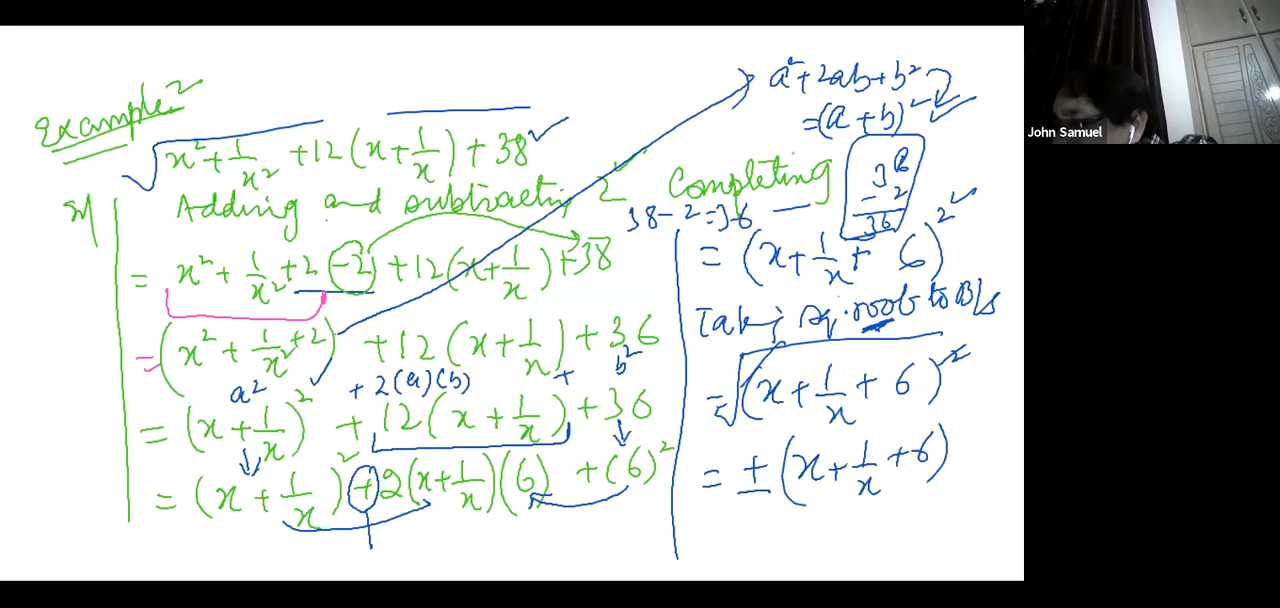 Example 2
√x² + 1/x² + 12(x + 1/x) + 38
Adding and subtracting 2
= x² + 1/x² + 2 - 2 + 12(x + 1/x) + 38
= (x² + 1/x² + 2) + 12(x + 1/x) + 36
a² + 2(a)(b) + b²
= (x + 1/x)² + 12(x + 1/x) + 36
= (x + 1/x)² + 2(x + 1/x)(6) + (6)²
a² + 2ab + b²
= (a + b)²
Completing
38
- 2
36
38 - 2 = 36
= (x + 1/x + 6)²
Taking sq. root to B/s
= √(x + 1/x + 6)²
= ± (x + 1/x + 6)
John Samuel